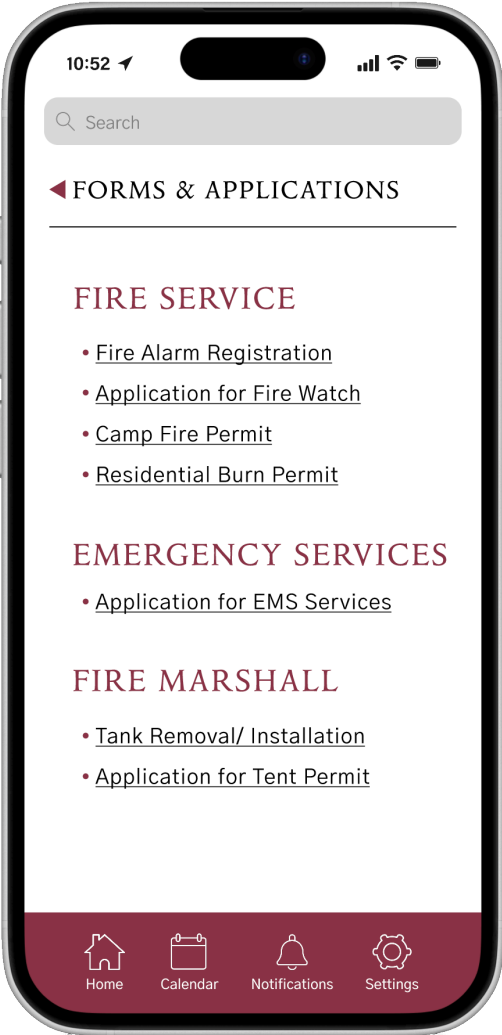 10:52
Search
FORMS & APPLICATIONS
FIRE SERVICE
• Fire Alarm Registration
• Application for Fire Watch
• Camp Fire Permit
• Residential Burn Permit
EMERGENCY SERVICES
• Application for EMS Services
FIRE MARSHALL
• Tank Removal/ Installation
• Application for Tent Permit
Home Calendar Notifications Settings